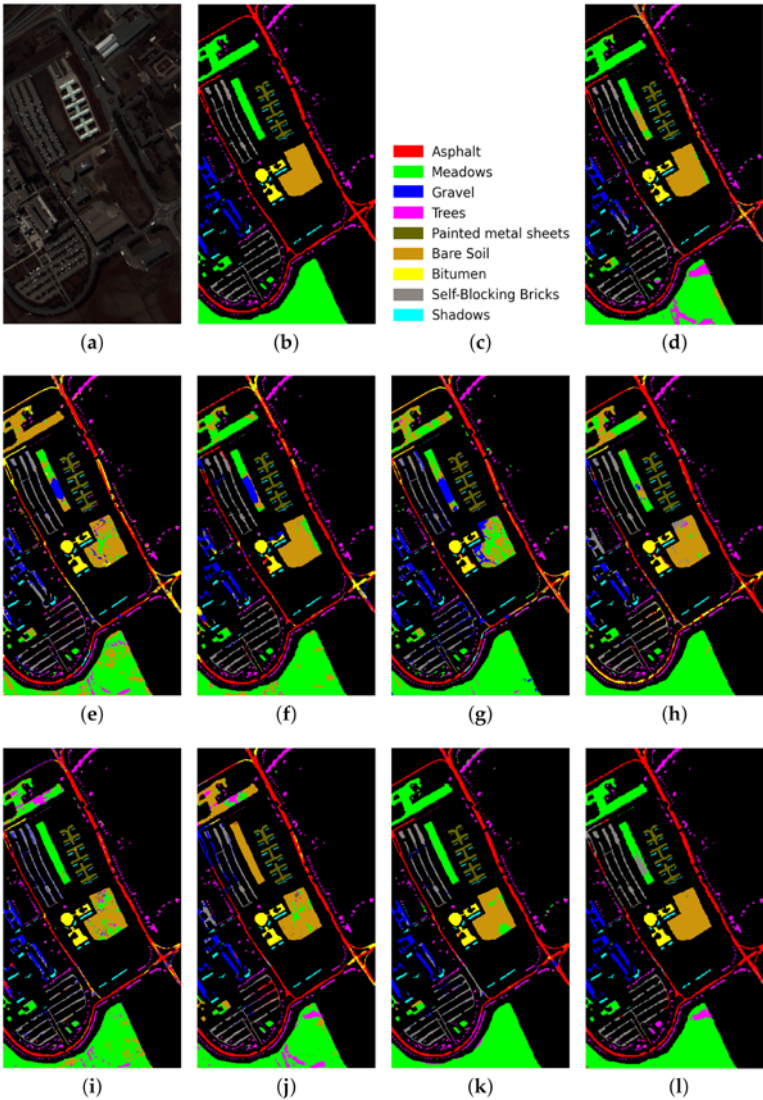 Asphalt
Meadows
Gravel
Trees
Painted metal sheets
Bare Soil
Bitumen
Self-Blocking Bricks
Shadows
(a) (b) (c) (d)
(e) (f) (g) (h)
(i) (j) (k) (l)